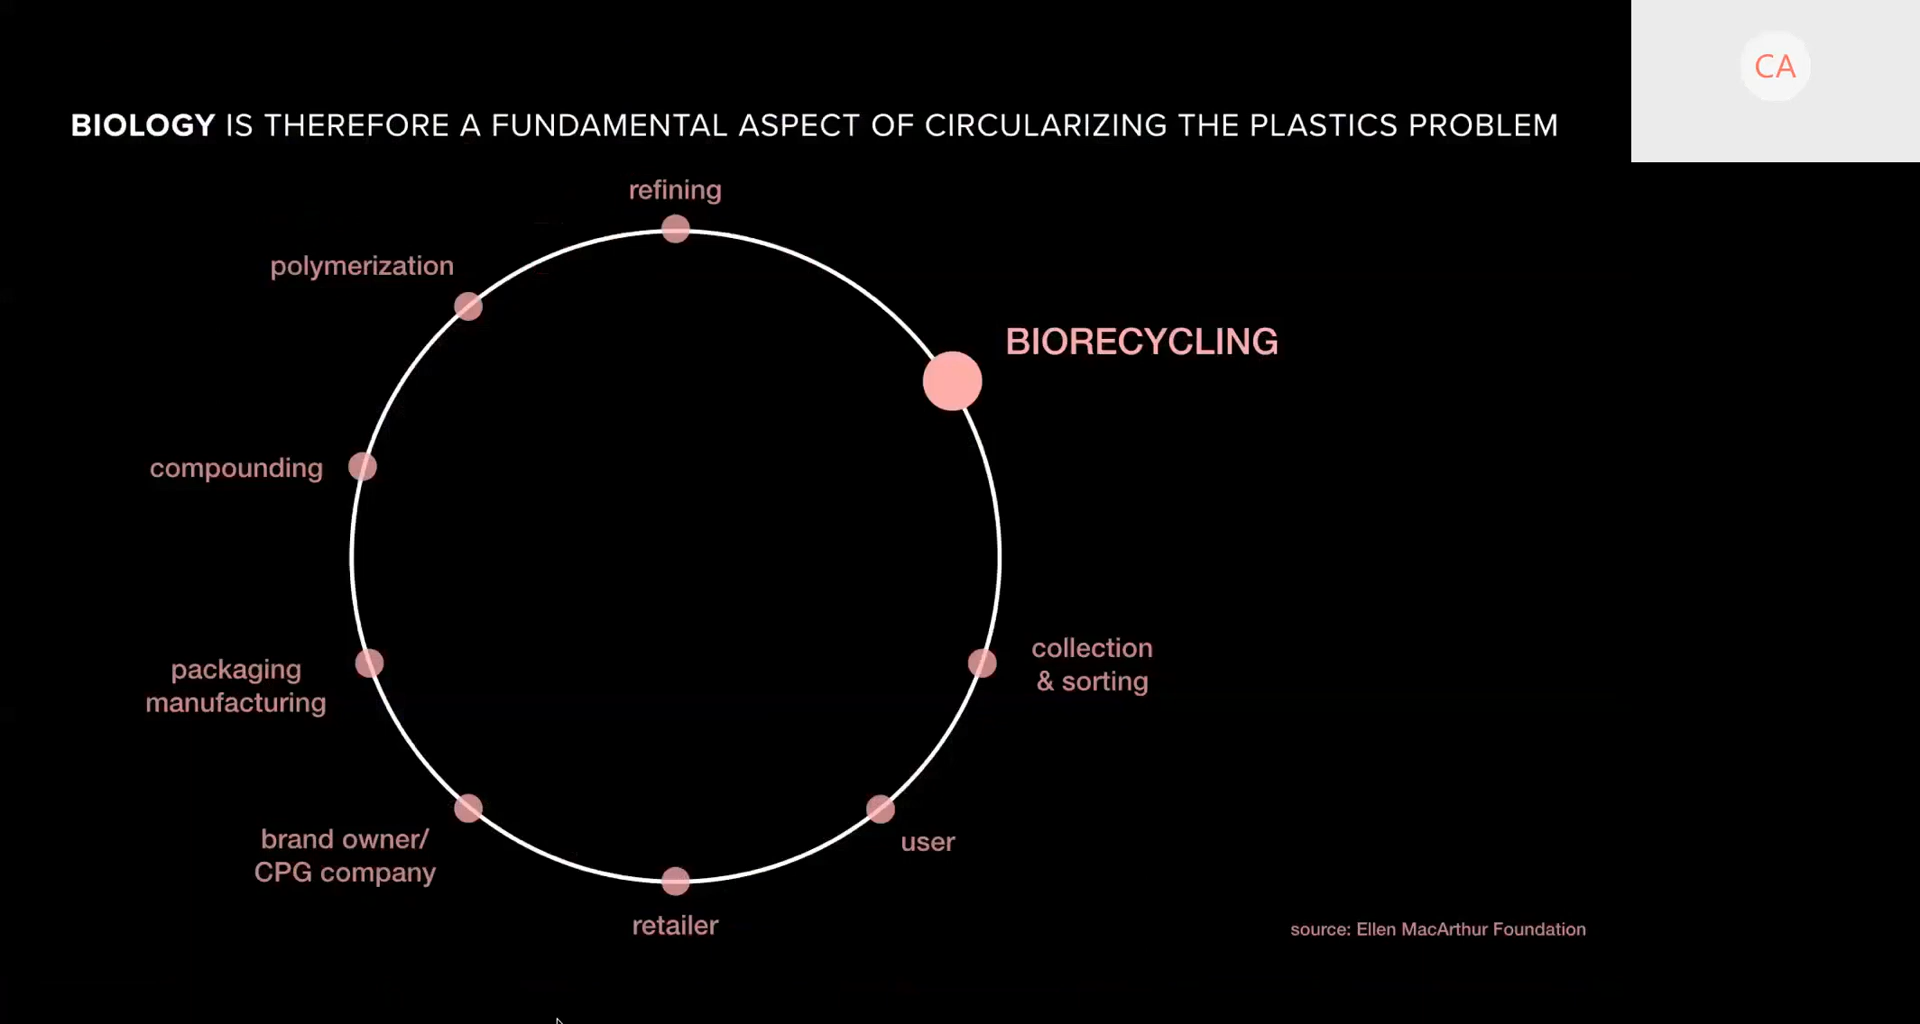 CA
BIOLOGY IS THEREFORE A FUNDAMENTAL ASPECT OF CIRCULARIZING THE PLASTICS PROBLEM
refining
polymerization
BIORECYCLING
compounding
collection
& sorting
packaging
manufacturing
brand owner/
CPG company
user
retailer
source: Ellen MacArthur Foundation